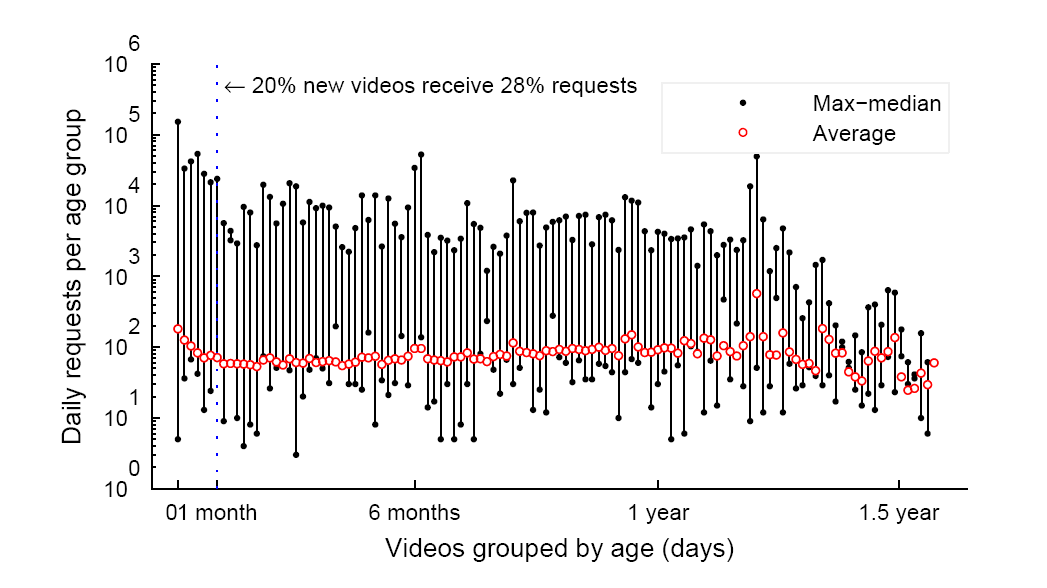 10 6
← 20% new videos receive 28% requests
Max−median
Average
10 5
10 4
10 3
10 2
10 1
10 0
Daily requests per age group
01 month
6 months
1 year
1.5 year
Videos grouped by age (days)